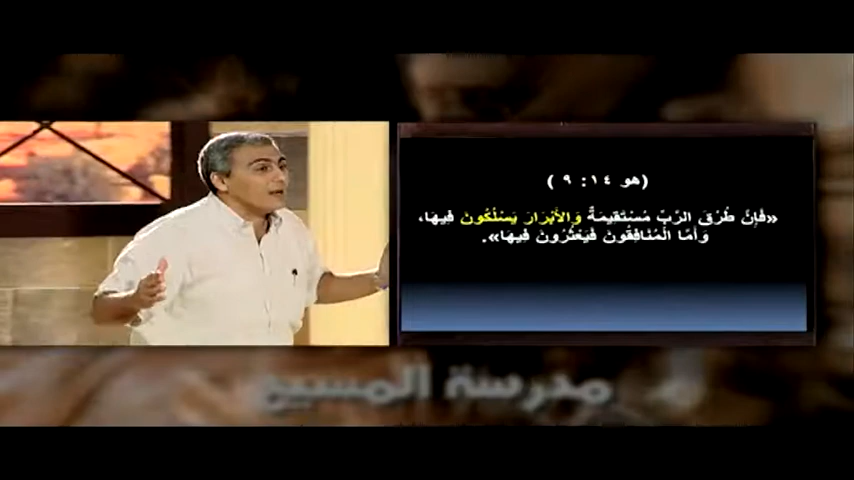 (هو ١٤: ٩ )
«فَإِنَّ طُرُقَ الرَّبِّ مُسْتَقِيمَةٌ وَالأَبْرَارَ يَسْلُكُونَ فِيهَا،
وَأَمَّا الْمُنَافِقُونَ فَيَعْثُرُونَ فِيهَا».
مدرسة المسيح